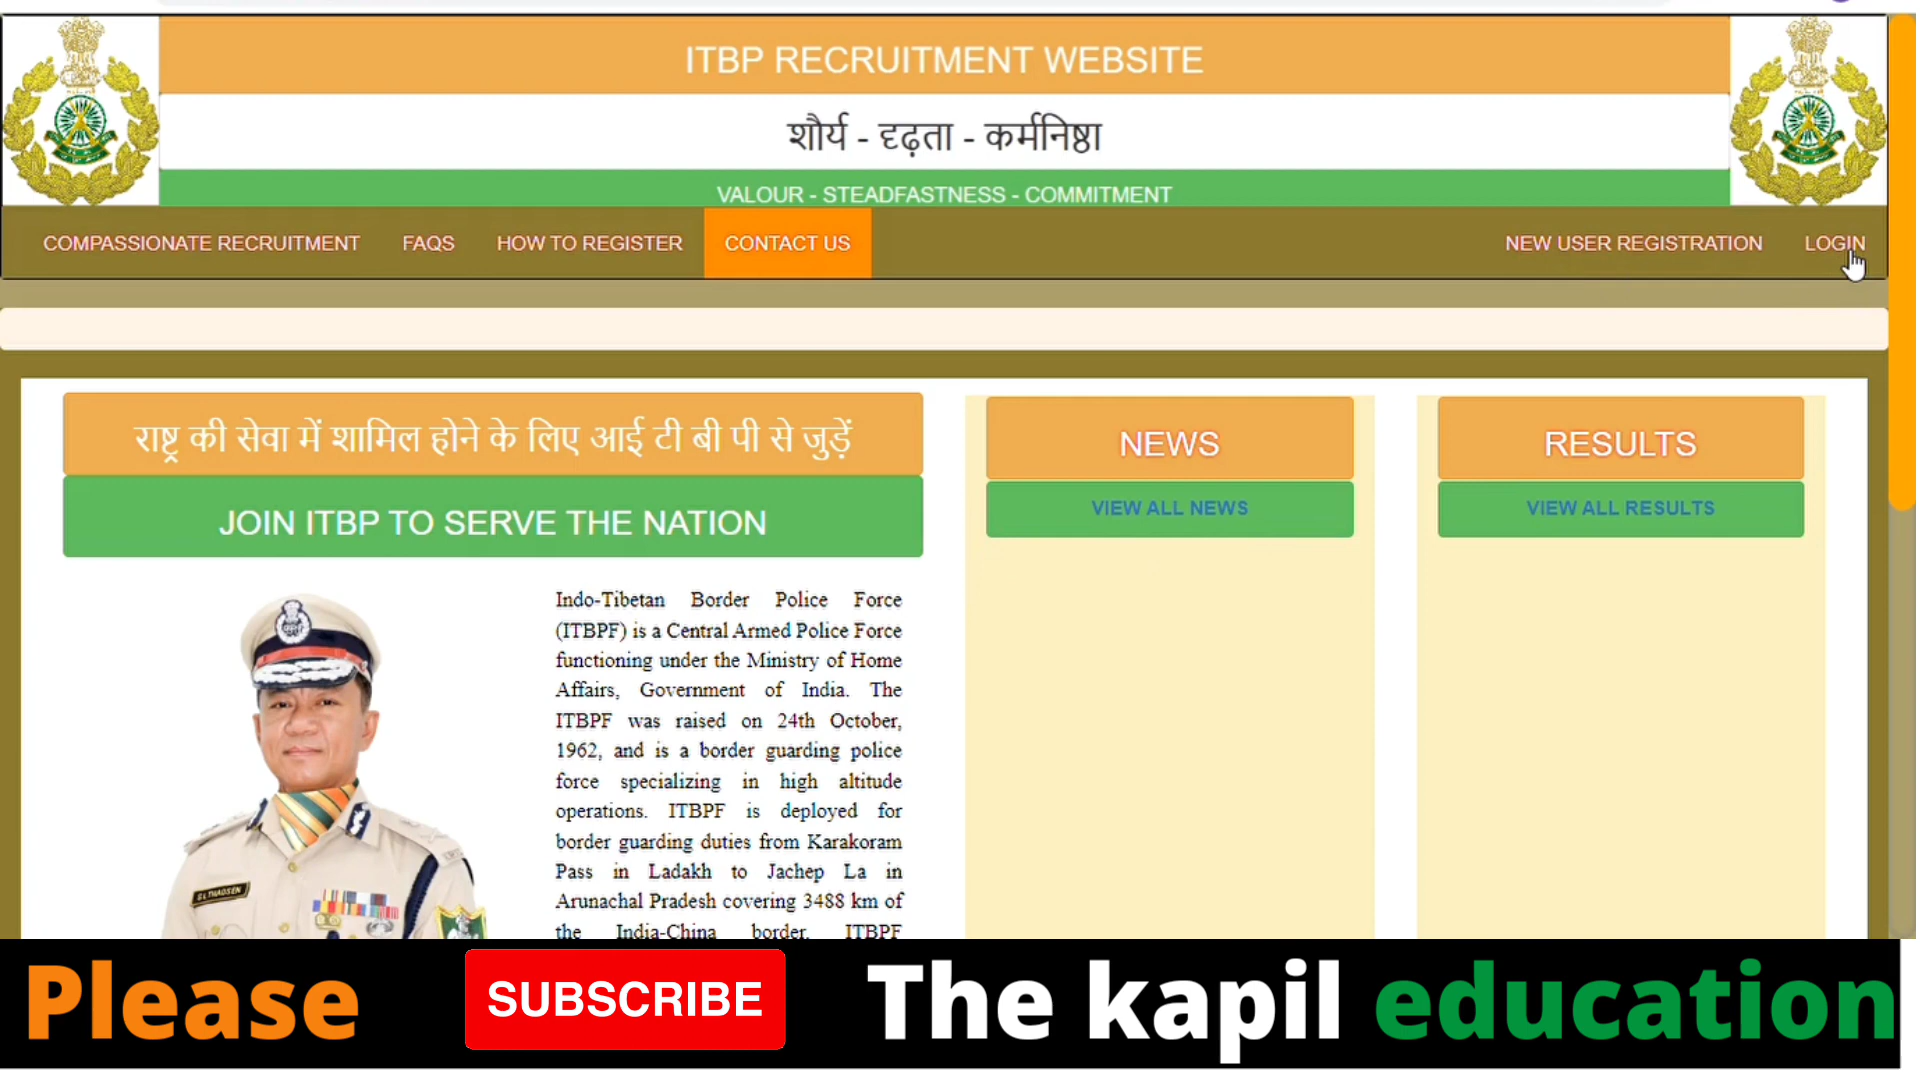 ITBP RECRUITMENT WEBSITE
शौर्य - दृढ़ता - कर्मनिष्ठा
VALOUR - STEADFASTNESS - COMMITMENT
COMPASSIONATE RECRUITMENT FAQS HOW TO REGISTER CONTACT US NEW USER REGISTRATION LOGIN
राष्ट्र की सेवा में शामिल होने के लिए आई टी बी पी से जुड़ें
JOIN ITBP TO SERVE THE NATION
NEWS
VIEW ALL NEWS
RESULTS
VIEW ALL RESULTS
Indo-Tibetan Border Police Force
(ITBPF) is a Central Armed Police Force
functioning under the Ministry of Home
Affairs, Government of India. The
ITBPF was raised on 24th October,
1962, and is a border guarding police
force specializing in high altitude
operations. ITBPF is deployed for
border guarding duties from Karakoram
Pass in Ladakh to Jachep La in
Arunachal Pradesh covering 3488 km of
the India-China border. ITBPF
Please SUBSCRIBE The kapil education